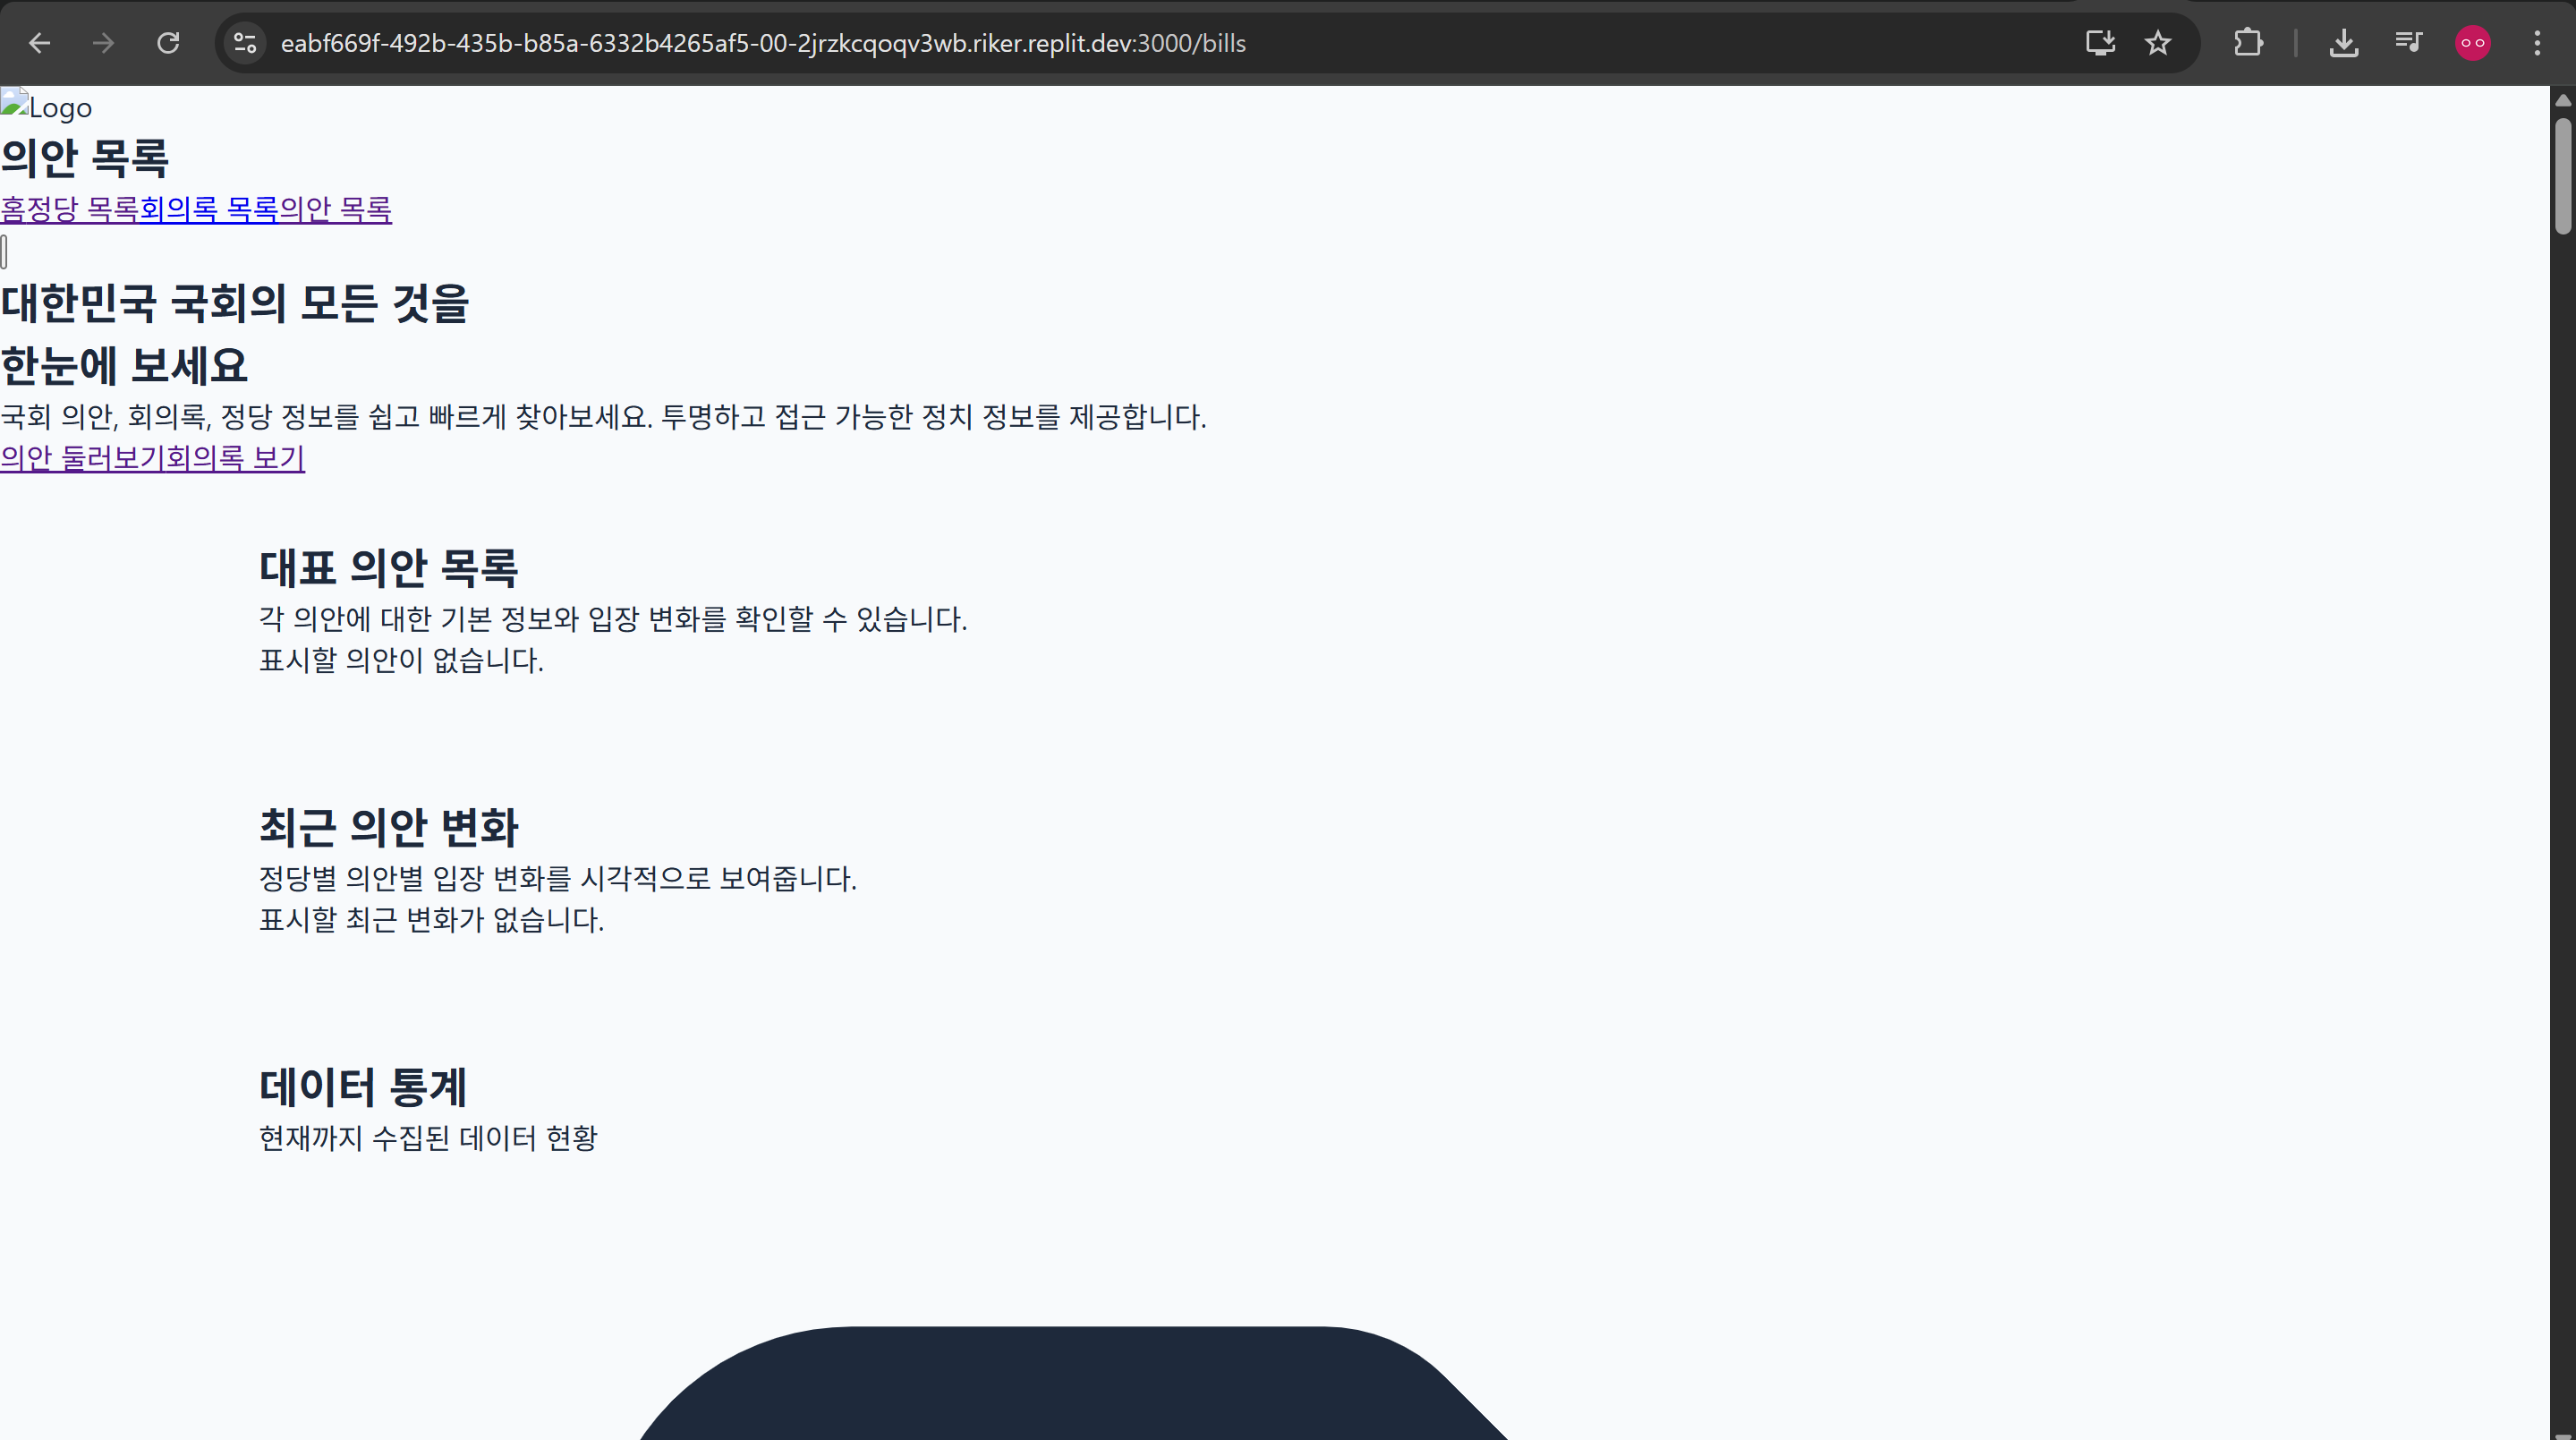 eabf669f-492b-435b-b85a-6332b4265af5-00-2jrzkcqoqv3wb.riker.replit.dev:3000/bills
Logo
의안 목록
홈정당 목록회의록 목록의안 목록
대한민국 국회의 모든 것을
한눈에 보세요
국회 의안, 회의록, 정당 정보를 쉽고 빠르게 찾아보세요. 투명하고 접근 가능한 정치 정보를 제공합니다.
의안 둘러보기회의록 보기
대표 의안 목록
각 의안에 대한 기본 정보와 입장 변화를 확인할 수 있습니다.
표시할 의안이 없습니다.
최근 의안 변화
정당별 의안별 입장 변화를 시각적으로 보여줍니다.
표시할 최근 변화가 없습니다.
데이터 통계
현재까지 수집된 데이터 현황